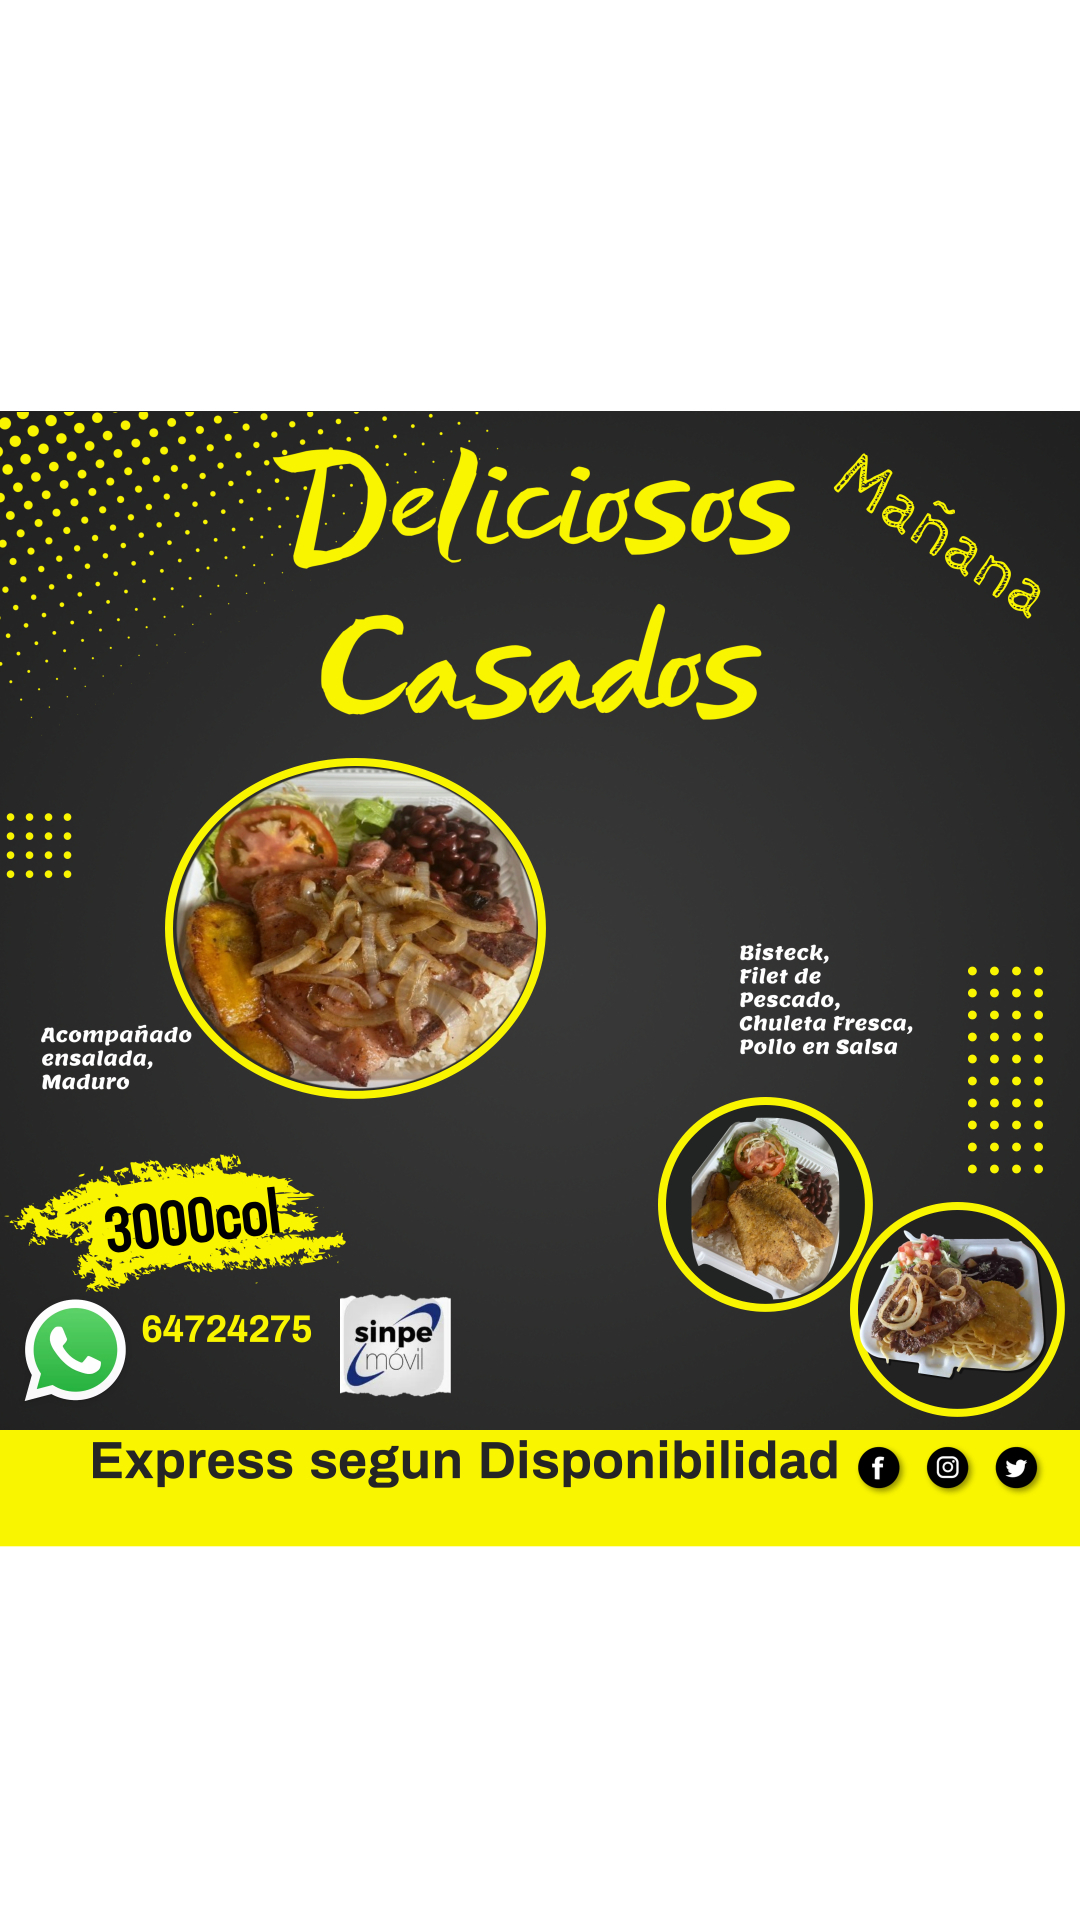 Deliciosos
Casados
Mañana
Bisteck,
Filet de
Pescado,
Chuleta Fresca,
Pollo en Salsa
Acompañado
ensalada,
Maduro
3000col
64724275
sinpe
móvil
Express segun Disponibilidad